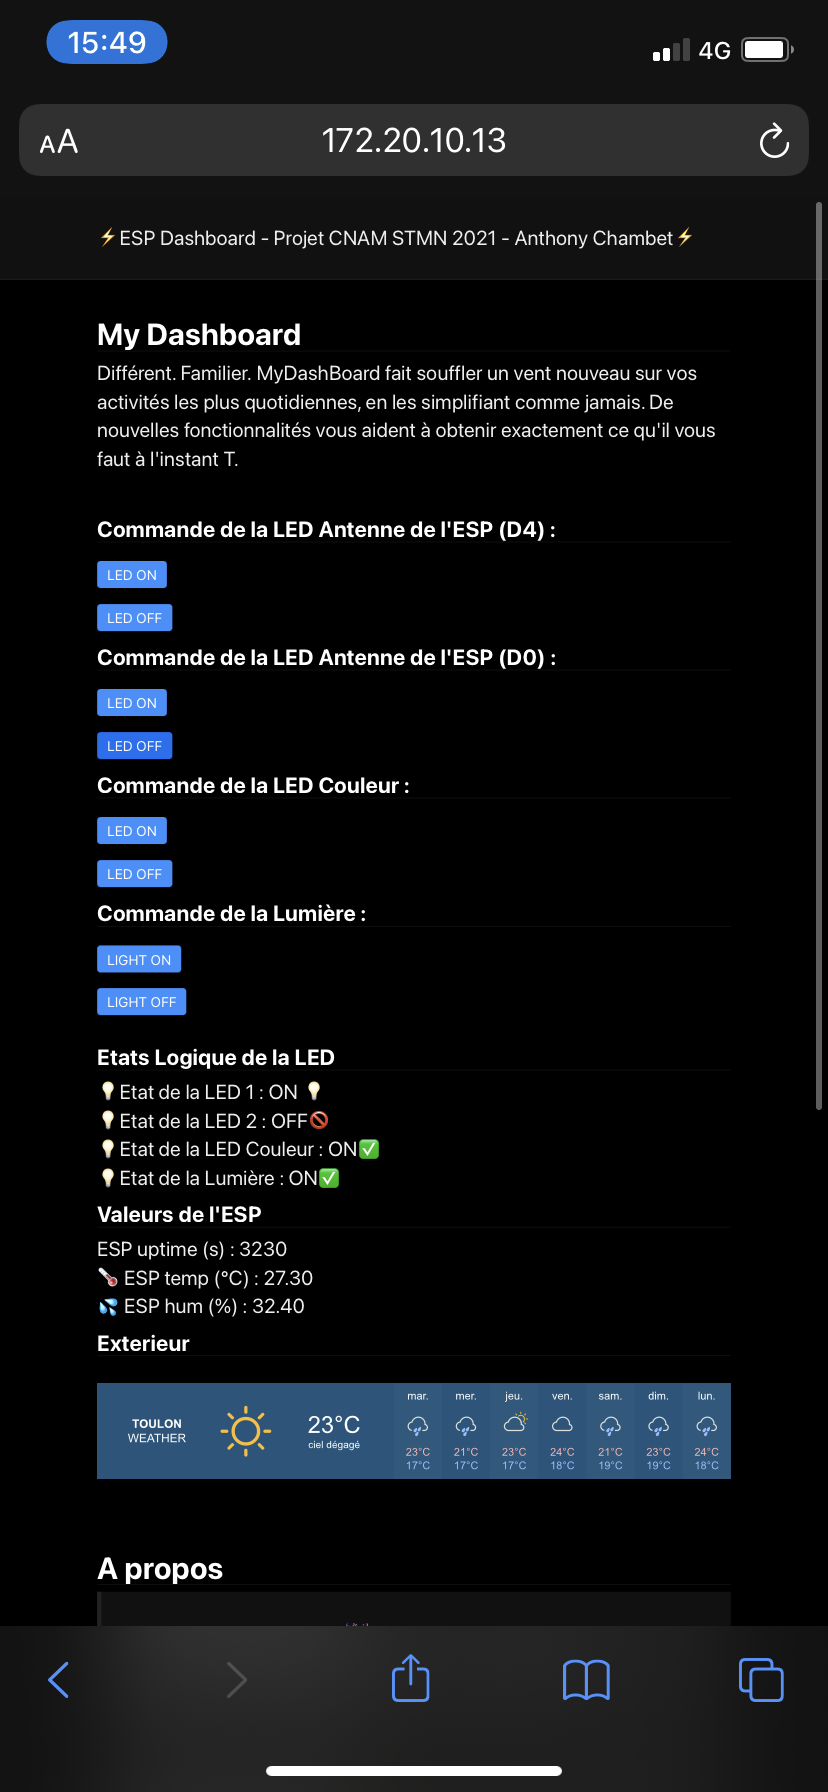 15:49
4G
AA
172.20.10.13
⚡ESP Dashboard - Projet CNAM STMN 2021 - Anthony Chambet⚡
My Dashboard
Différent. Familier. MyDashBoard fait souffler un vent nouveau sur vos
activités les plus quotidiennes, en les simplifiant comme jamais. De
nouvelles fonctionnalités vous aident à obtenir exactement ce qu'il vous
faut à l'instant T.
Commande de la LED Antenne de l'ESP (D4) :
LED ON
LED OFF
Commande de la LED Antenne de l'ESP (D0) :
LED ON
LED OFF
Commande de la LED Couleur :
LED ON
LED OFF
Commande de la Lumière :
LIGHT ON
LIGHT OFF
Etats Logique de la LED
💡Etat de la LED 1 : ON 💡
💡Etat de la LED 2 : OFF🚫
💡Etat de la LED Couleur : ON✅
💡Etat de la Lumière : ON✅
Valeurs de l'ESP
ESP uptime (s) : 3230
🌡 ESP temp (°C) : 27.30
💦 ESP hum (%) : 32.40
Exterieur
mar. mer. jeu. ven. sam. dim. lun.
TOULON
WEATHER
23°C
ciel dégagé
23°C 21°C 23°C 24°C 21°C 23°C 24°C
17°C 17°C 17°C 18°C 19°C 19°C 18°C
A propos